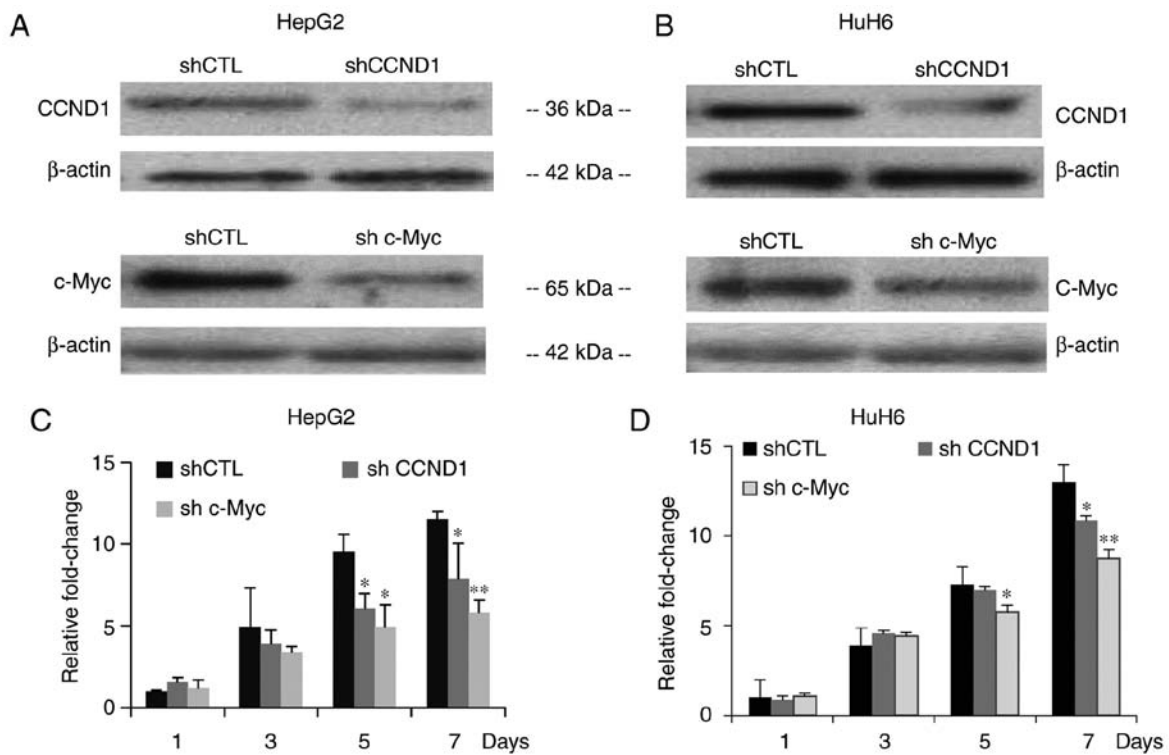 A HepG2
shCTL shCCND1
CCND1 -- 36 kDa --
β-actin -- 42 kDa --
shCTL sh c-Myc
c-Myc -- 65 kDa --
β-actin -- 42 kDa --
B HuH6
shCTL shCCND1
CCND1
β-actin
shCTL sh c-Myc
C-Myc
β-actin
C HepG2
shCTL sh CCND1
sh c-Myc
Relative fold-change
15
10
5
0
* *
* **
1 3 5 7 Days
D HuH6
shCTL sh CCND1
sh c-Myc
Relative fold-change
15
10
5
0
*
* **
1 3 5 7 Days